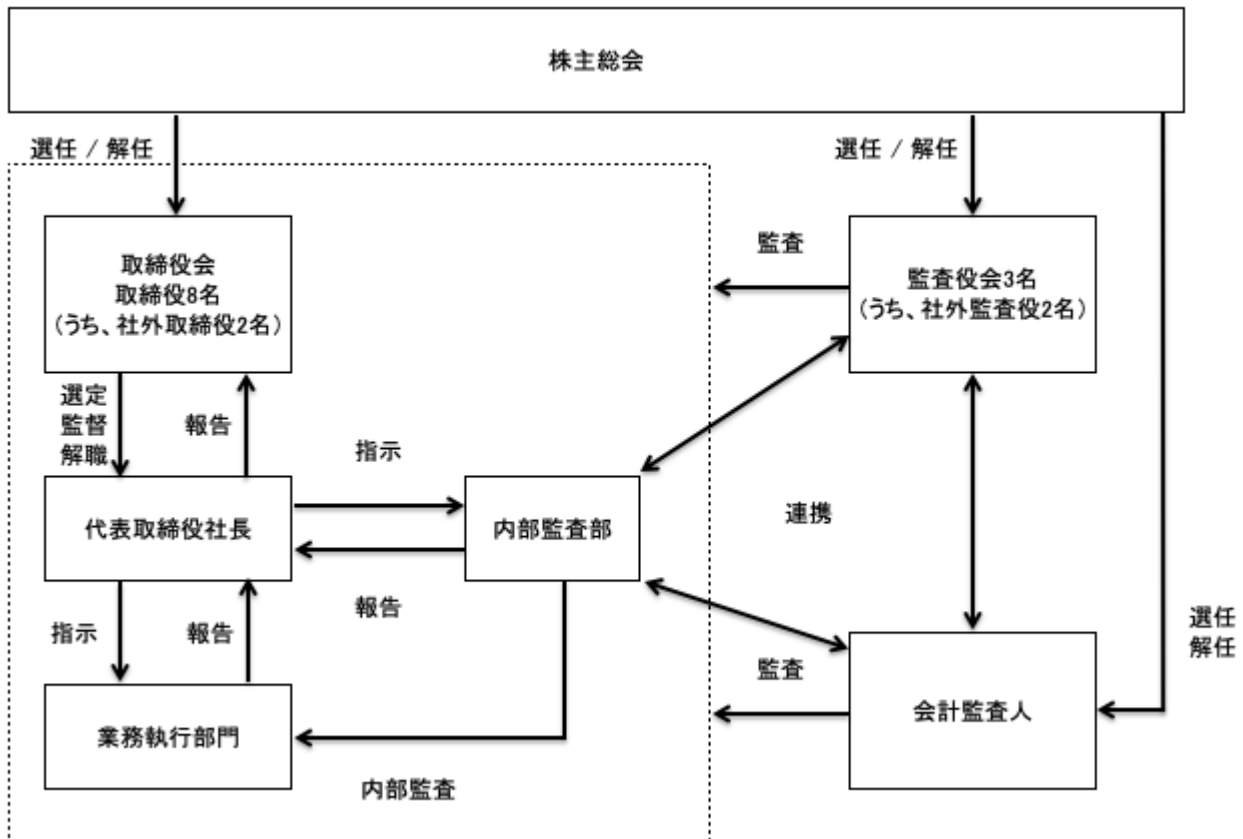 株主総会
選任 / 解任
選任 / 解任
取締役会
取締役8名
(うち、社外取締役2名)
監査
監査役会3名
(うち、社外監査役2名)
選定
監督
解職
報告
指示
代表取締役社長
内部監査部
連携
報告
指示
報告
選任
解任
監査
業務執行部門
会計監査人
内部監査